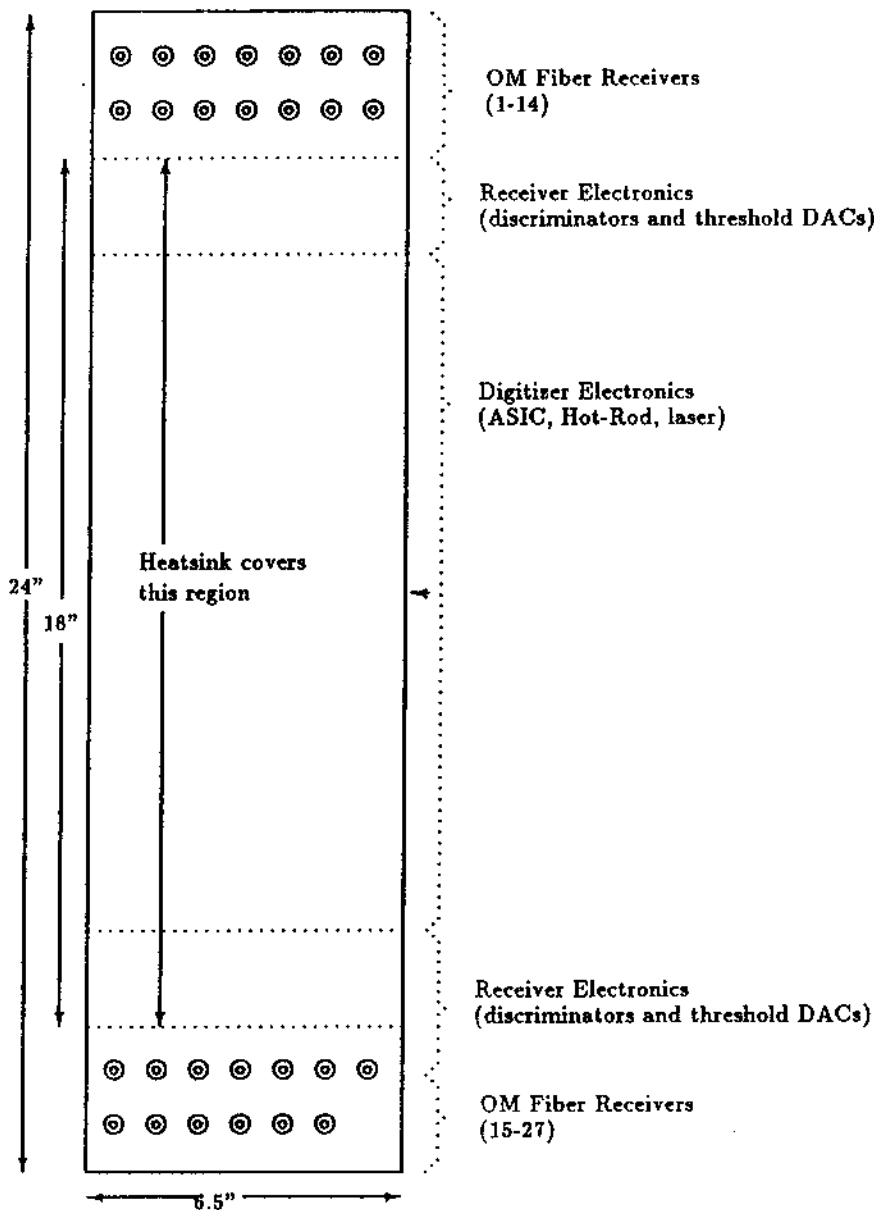 OM Fiber Receivers
(1-14)
Receiver Electronics
(discriminators and threshold DACs)
Digitizer Electronics
(ASIC, Hot-Rod, laser)
Heatsink covers
this region
24"
18"
Receiver Electronics
(discriminators and threshold DACs)
OM Fiber Receivers
(15-27)
6.5"